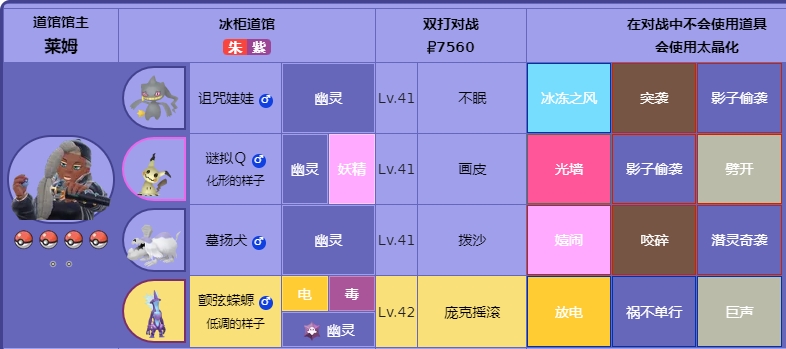 道馆馆主
莱姆
冰柜道馆
朱 紫
双打对战
₽7560
在对战中不会使用道具
会使用太晶化
诅咒娃娃 幽灵 Lv.41 不眠 冰冻之风 突袭 影子偷袭
谜拟Q
化形的样子
幽灵 妖精 Lv.41 画皮 光墙 影子偷袭 劈开
墓扬犬 幽灵 Lv.41 拨沙 嬉闹 咬碎 潜灵奇袭
颤弦蝾螈
低调的样子
电 毒
幽灵
Lv.42 庞克摇滚 放电 祸不单行 巨声